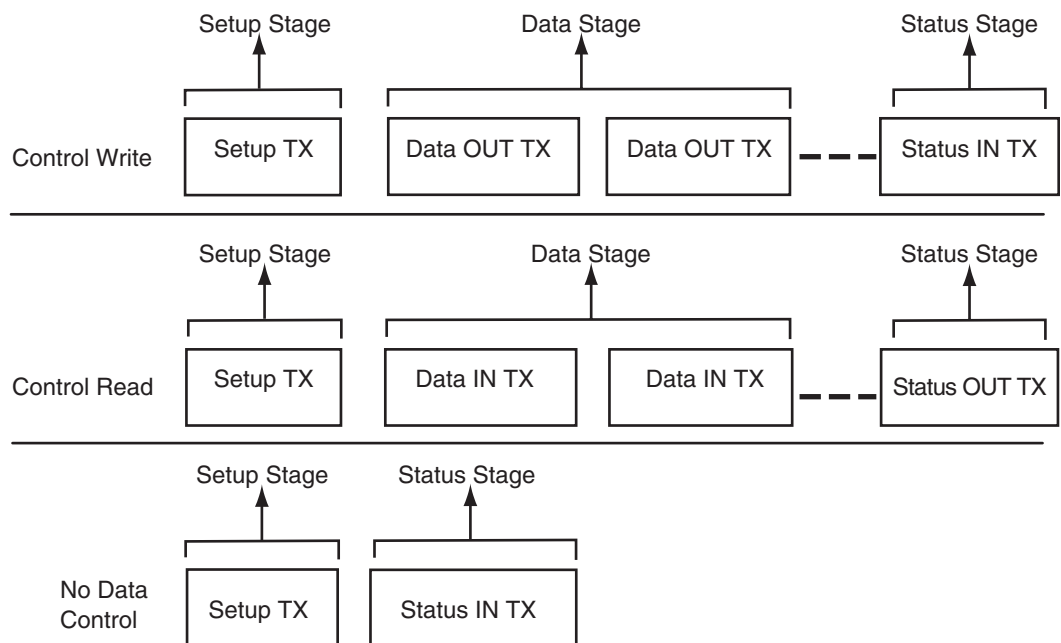 Setup Stage Data Stage Status Stage
Control Write Setup TX Data OUT TX Data OUT TX Status IN TX
Setup Stage Data Stage Status Stage
Control Read Setup TX Data IN TX Data IN TX Status OUT TX
Setup Stage Status Stage
No Data
Control Setup TX Status IN TX